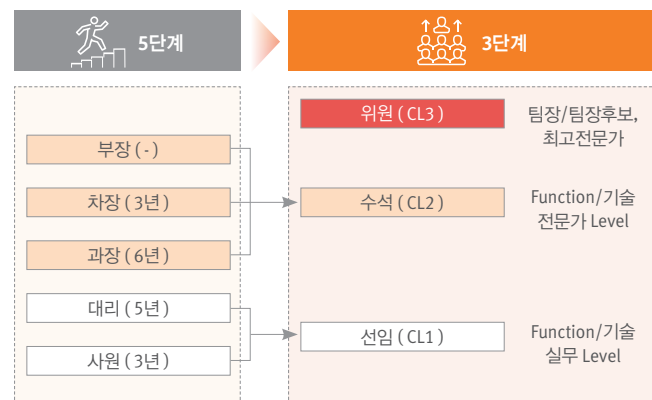 5단계
3단계
부장 ( - )
차장 ( 3년 )
과장 ( 6년 )
대리 ( 5년 )
사원 ( 3년 )
위원 ( CL3 )
팀장/팀장후보,
최고전문가
수석 ( CL2 )
Function/기술
전문가 Level
선임 ( CL1 )
Function/기술
실무 Level